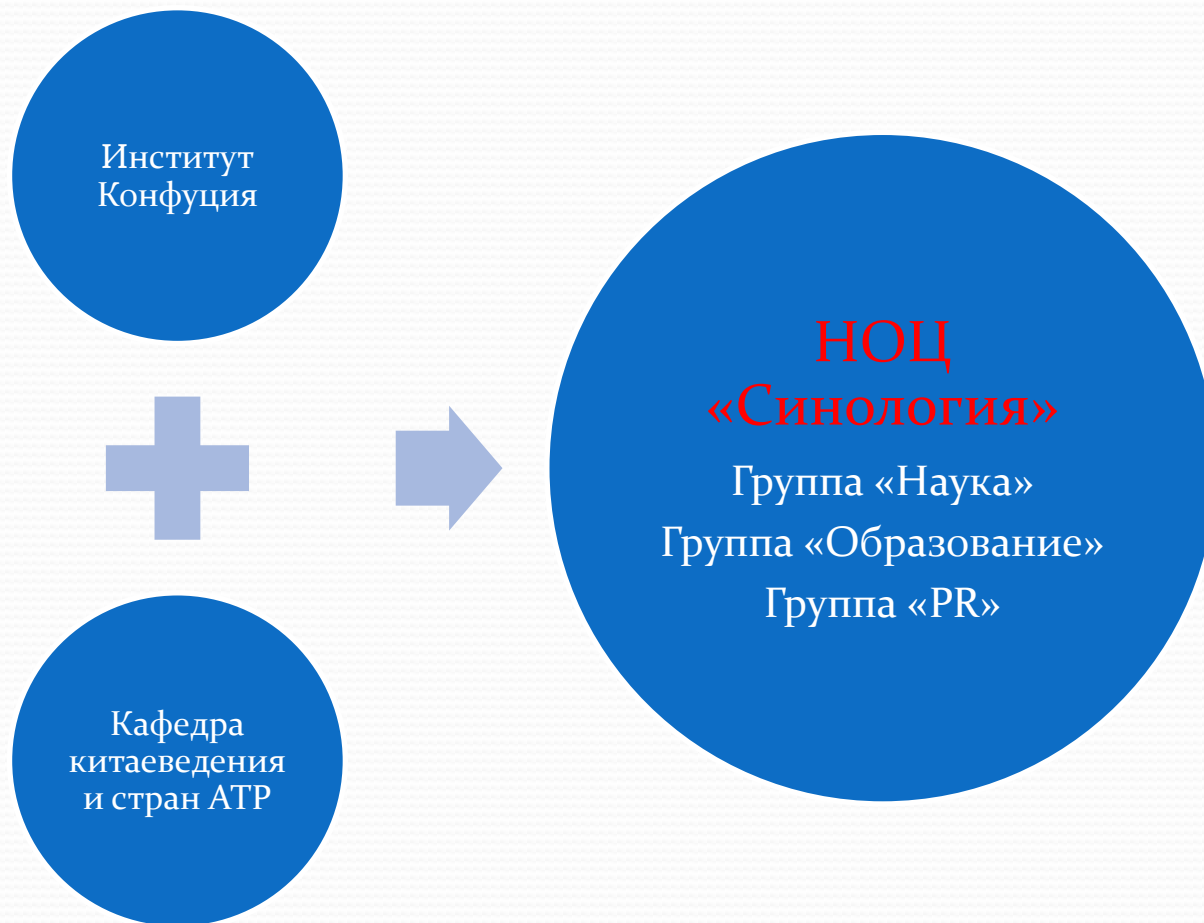 Институт
Конфуция
Кафедра
китаеведения
и стран АТР
НОЦ
«Синология»
Группа «Наука»
Группа «Образование»
Группа «PR»